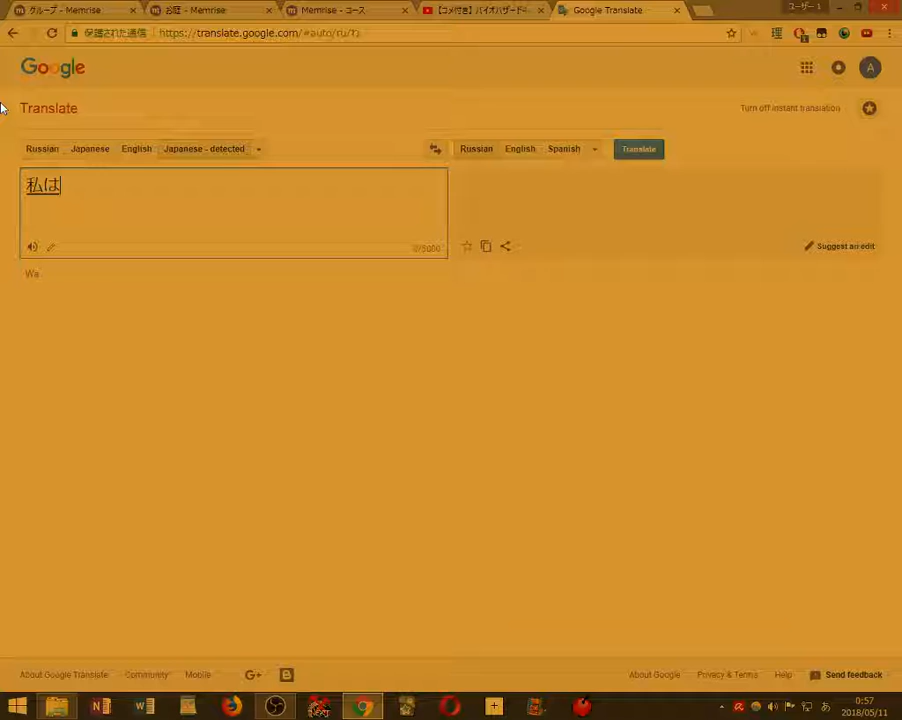 グループ - Memrise
お庭 - Memrise
Memrise - コース
【コメ付き】バイオハザード-
Google Translate
ユーザー 1
保護された通信
https://translate.google.com/#auto/ru/わ
Google
A
Translate
Turn off instant translation
Russian Japanese English Japanese - detected
Russian English Spanish Translate
私は
0/5000
Suggest an edit
Wa
About Google Translate Community Mobile
About Google Privacy & Terms Help Send feedback
あ
0:57
2018/05/11